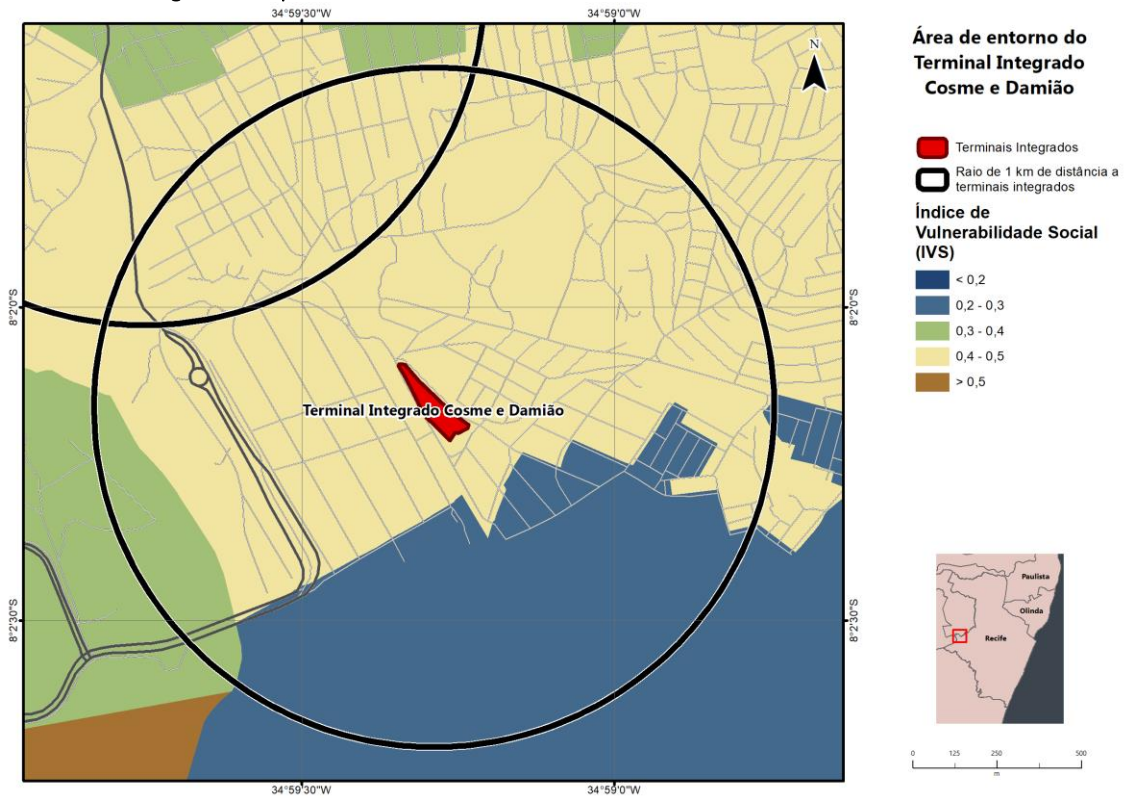 34°59'30"W
34°59'0"W
N
8°2'0"S
8°2'0"S
Terminal Integrado Cosme e Damião
8°2'30"S
8°2'30"S
34°59'30"W
34°59'0"W
Área de entorno do
Terminal Integrado
Cosme e Damião
Terminais Integrados
Raio de 1 km de distância a
terminais integrados
Índice de
Vulnerabilidade Social
(IVS)
< 0,2
0,2 - 0,3
0,3 - 0,4
0,4 - 0,5
> 0,5
Paulista
Olinda
Recife
0 125 250 500
m